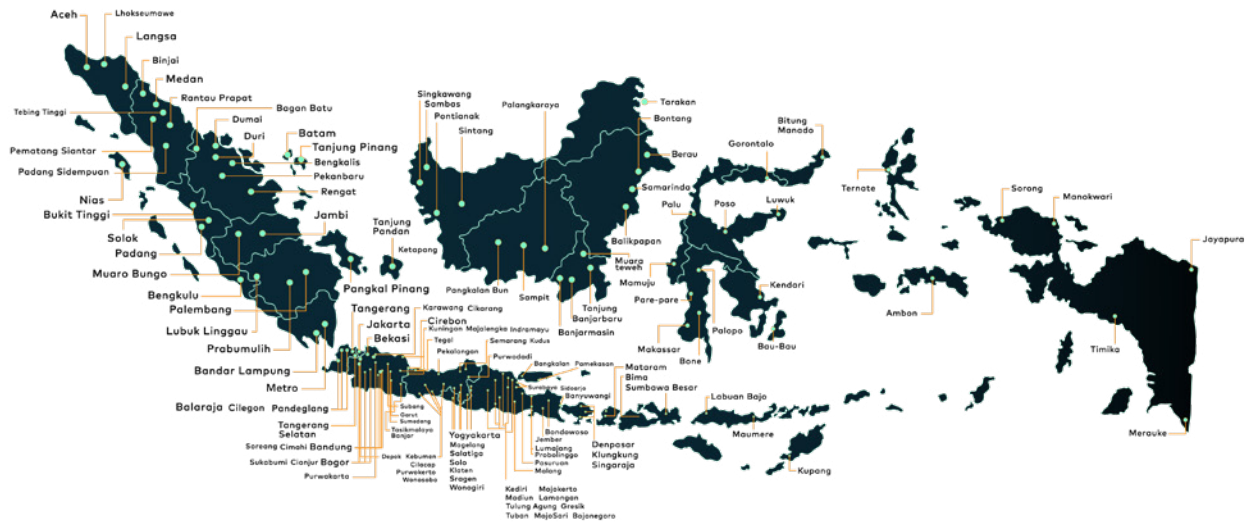 Aceh
Lhokseumawe
Langsa
Binjai
Medan
Tebing Tinggi
Rantau Prapat
Bagan Batu
Dumai
Duri
Batam
Tanjung Pinang
Bengkalis
Pekanbaru
Pematang Siantar
Padang Sidempuan
Rengat
Nias
Bukit Tinggi
Solok
Padang
Jambi
Muaro Bungo
Bengkulu
Palembang
Lubuk Linggau
Prabumulih
Bandar Lampung
Metro
Pangkal Pinang
Tanjung
Pandan
Ketapang
Singkawang
Sambas
Pontianak
Sintang
Palangkaraya
Tarakan
Bontang
Berau
Samarinda
Balikpapan
Muara
teweh
Pangkalan Bun
Sampit
Tanjung
Banjarbaru
Banjarmasin
Bitung
Manado
Gorontalo
Palu
Poso
Luwuk
Mamuju
Pare-pare
Kendari
Palopo
Makassar
Bone
Bau-Bau
Ternate
Sorong
Manokwari
Jayapura
Ambon
Timika
Merauke
Tangerang
Jakarta
Bekasi
Karawang Cikarang
Cirebon
Kuningan Majalengka Indramayu
Tegal
Pekalongan
Semarang Kudus
Purwodadi
Bangkalan
Pamekasan
Surabaya
Sidoarjo
Banyuwangi
Balaraja Cilegon Pandeglang
Tangerang
Selatan
Soreang Cimahi Bandung
Sukabumi Cianjur Bogor
Purwakarta
Subang
Garut
Sumedang
Tasikmalaya
Banjar
Depok
Kebumen
Cilacap
Purwokerto
Wonosobo
Yogyakarta
Magelang
Salatiga
Solo
Klaten
Sragen
Wonogiri
Kediri Mojokerto
Madiun Lamongan
Tulung Agung Gresik
Tuban MojoSari Bojonegoro
Bondowoso
Jember
Lumajang
Probolinggo
Pasuruan
Malang
Denpasar
Klungkung
Singaraja
Mataram
Bima
Sumbawa Besar
Labuan Bajo
Maumere
Kupang